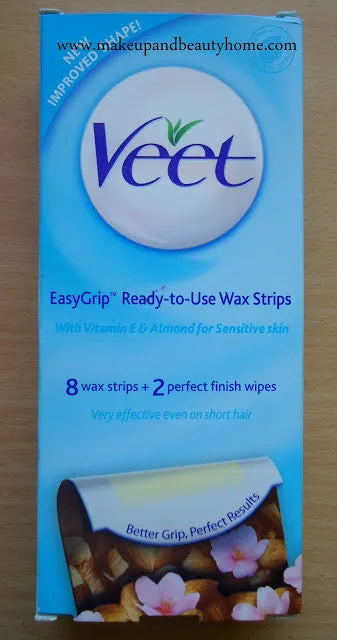 www.makeupandbeautyhome.com
NEW
IMPROVED SHAPE!
Veet
EasyGrip™ Ready-to-Use Wax Strips
With Vitamin E & Almond for Sensitive skin
8 wax strips + 2 perfect finish wipes
Very effective even on short hair
Better Grip, Perfect Results